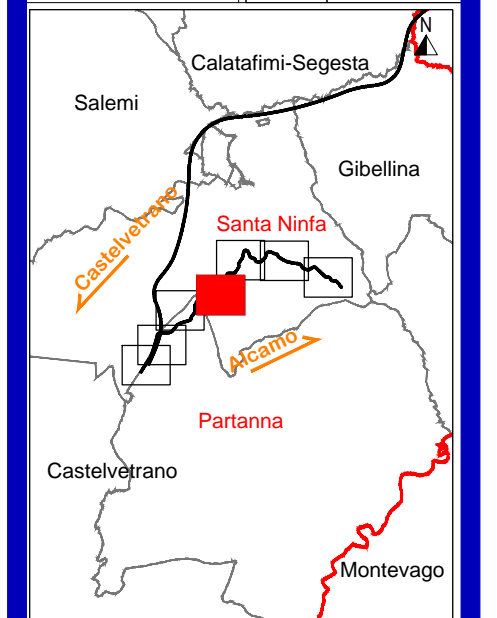 N
Calatafimi-Segesta
Salemi
Gibellina
Castelvetrano
Santa Ninfa
Alcamo
Partanna
Castelvetrano
Montevago